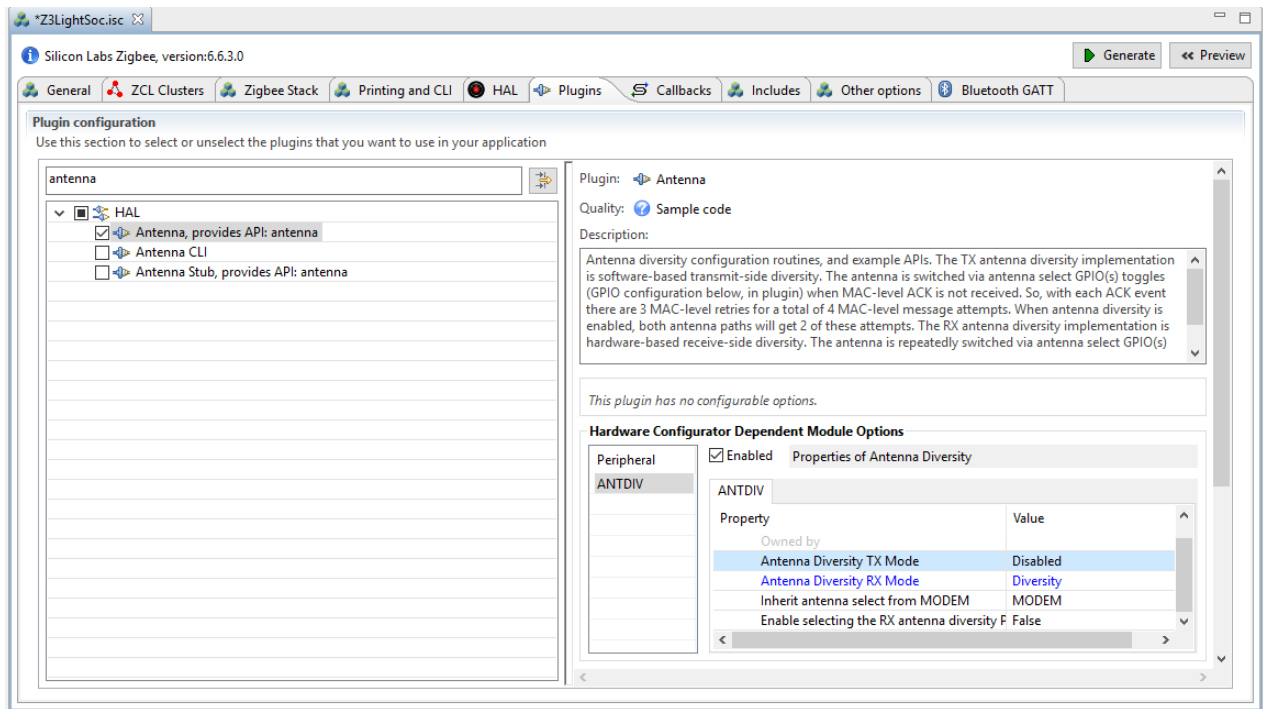 *Z3LightSoc.isc
Silicon Labs Zigbee, version:6.6.3.0
Generate
Preview
General
ZCL Clusters
Zigbee Stack
Printing and CLI
HAL
Plugins
Callbacks
Includes
Other options
Bluetooth GATT
Plugin configuration
Use this section to select or unselect the plugins that you want to use in your application
antenna
HAL
Antenna, provides API: antenna
Antenna CLI
Antenna Stub, provides API: antenna
Plugin: Antenna
Quality: Sample code
Description:
Antenna diversity configuration routines, and example APIs. The TX antenna diversity implementation
is software-based transmit-side diversity. The antenna is switched via antenna select GPIO(s) toggles
(GPIO configuration below, in plugin) when MAC-level ACK is not received. So, with each ACK event
there are 3 MAC-level retries for a total of 4 MAC-level message attempts. When antenna diversity is
enabled, both antenna paths will get 2 of these attempts. The RX antenna diversity implementation is
hardware-based receive-side diversity. The antenna is repeatedly switched via antenna select GPIO(s)
This plugin has no configurable options.
Hardware Configurator Dependent Module Options
Peripheral
ANTDIV
Enabled Properties of Antenna Diversity
ANTDIV
Property Value
Owned by
Antenna Diversity TX Mode Disabled
Antenna Diversity RX Mode Diversity
Inherit antenna select from MODEM MODEM
Enable selecting the RX antenna diversity P False